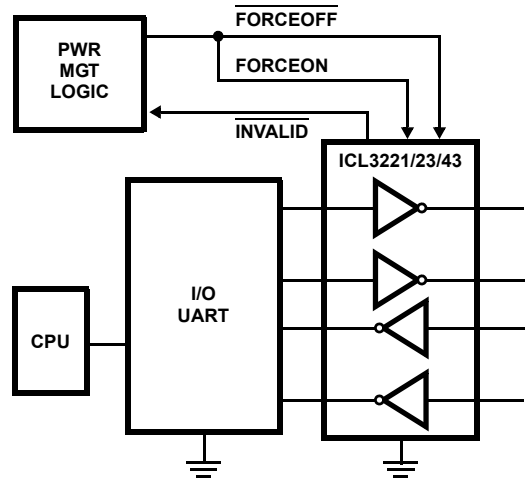 FORCEOFF
PWR
MGT
LOGIC
FORCEON
INVALID
ICL3221/23/43
I/O
UART
CPU